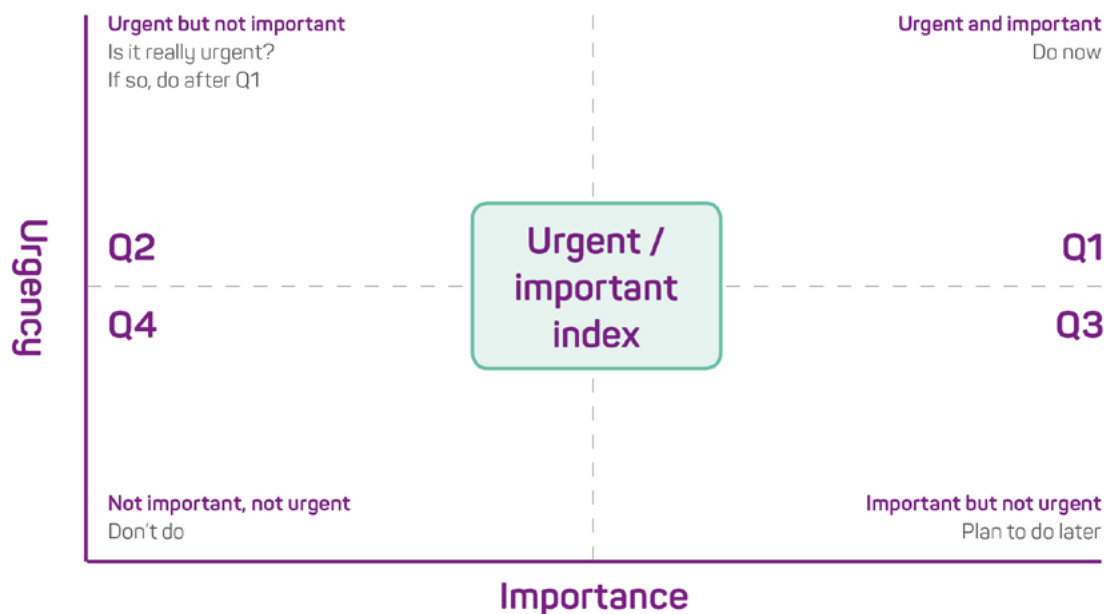 Urgent but not important
Is it really urgent?
If so, do after Q1
Urgent and important
Do now
Urgency
Q2
Q1
Urgent /
important
index
Q4
Q3
Not important, not urgent
Don't do
Important but not urgent
Plan to do later
Importance